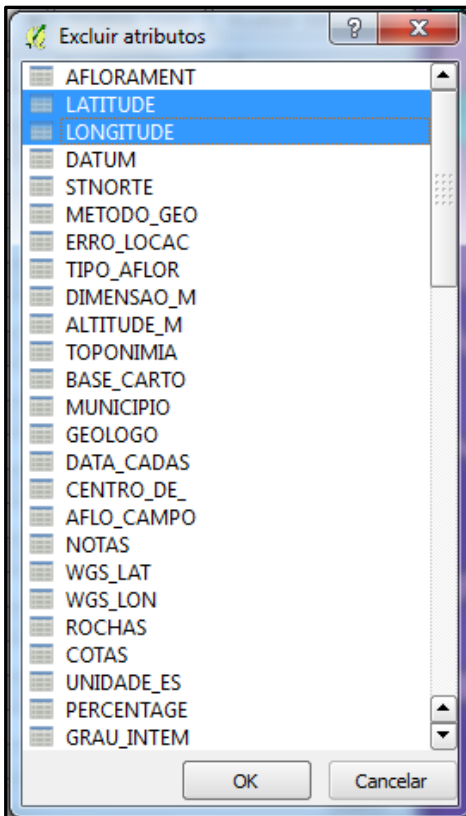 Excluir atributos
AFLORAMENT
LATITUDE
LONGITUDE
DATUM
STNORTE
METODO_GEO
ERRO_LOCAC
TIPO_AFLOR
DIMENSAO_M
ALTITUDE_M
TOPONIMIA
BASE_CARTO
MUNICIPIO
GEOLOGO
DATA_CADAS
CENTRO_DE_
AFLO_CAMPO
NOTAS
WGS_LAT
WGS_LON
ROCHAS
COTAS
UNIDADE_ES
PERCENTAGE
GRAU_INTEM
OK Cancelar